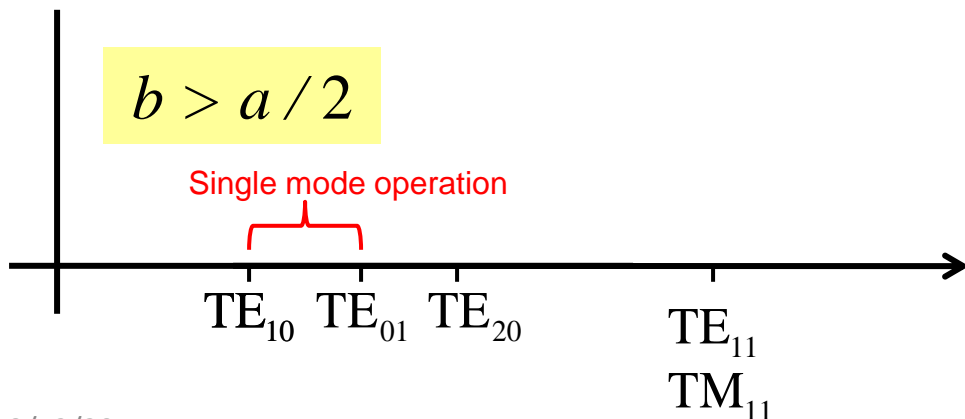 b > a / 2
Single mode operation
TE₁₀ TE₀₁ TE₂₀
TE₁₁
TM₁₁